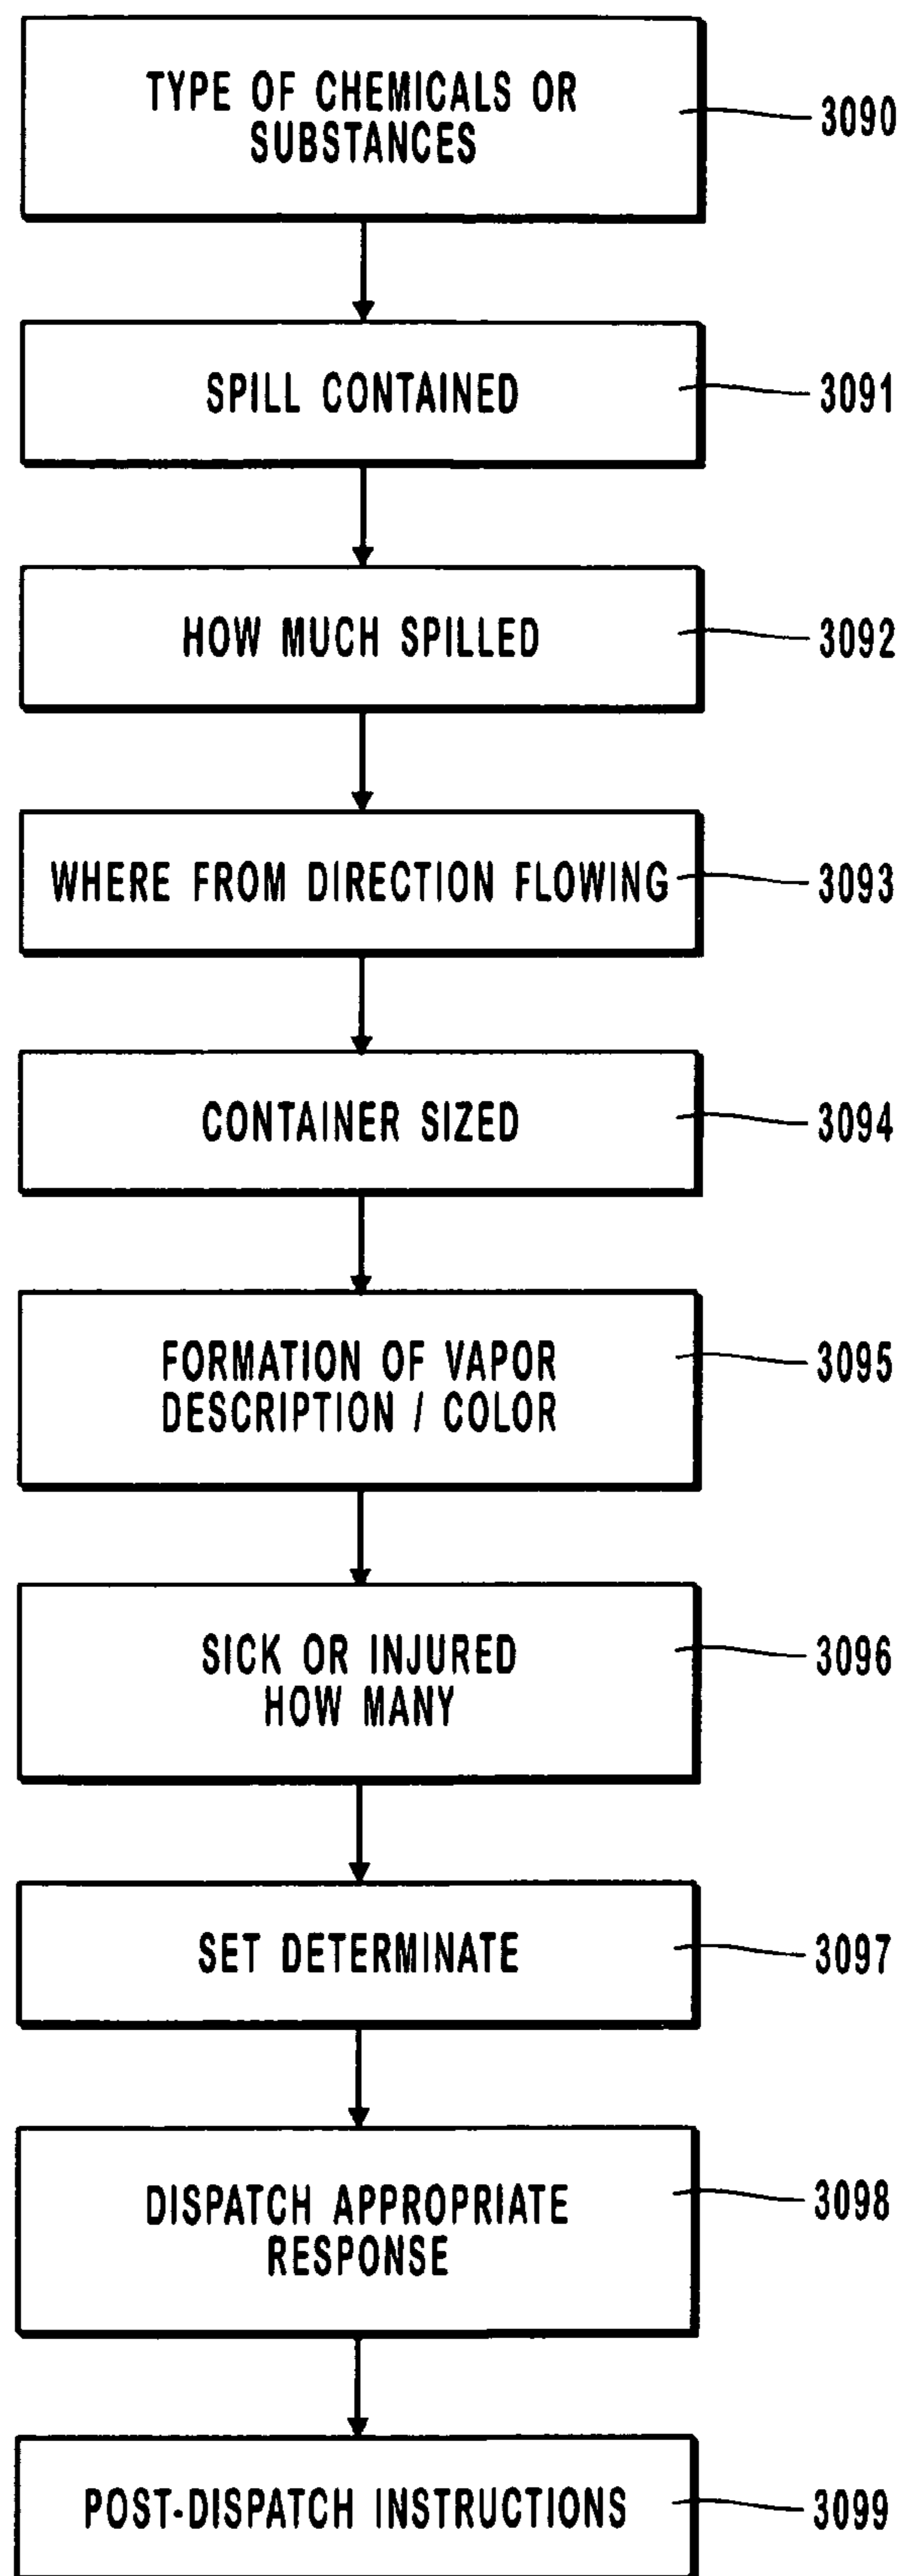 TYPE OF CHEMICALS OR
SUBSTANCES
3090
SPILL CONTAINED
3091
HOW MUCH SPILLED
3092
WHERE FROM DIRECTION FLOWING
3093
CONTAINER SIZED
3094
FORMATION OF VAPOR
DESCRIPTION / COLOR
3095
SICK OR INJURED
HOW MANY
3096
SET DETERMINATE
3097
DISPATCH APPROPRIATE
RESPONSE
3098
POST-DISPATCH INSTRUCTIONS
3099